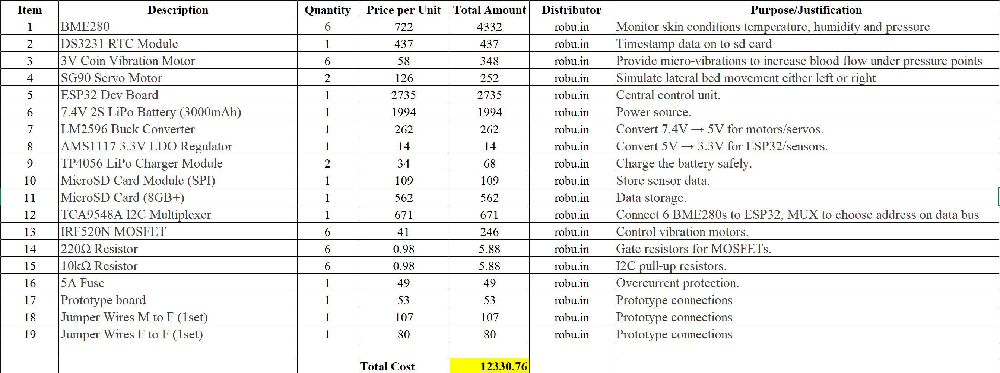 Item Description Quantity Price per Unit Total Amount Distributor Purpose/Justification
1 BME280 6 722 4332 robu.in Monitor skin conditions temperature, humidity and pressure
2 DS3231 RTC Module 1 437 437 robu.in Timestamp data on to sd card
3 3V Coin Vibration Motor 6 58 348 robu.in Provide micro-vibrations to increase blood flow under pressure points
4 SG90 Servo Motor 2 126 252 robu.in Simulate lateral bed movement either left or right
5 ESP32 Dev Board 1 2735 2735 robu.in Central control unit.
6 7.4V 2S LiPo Battery (3000mAh) 1 1994 1994 robu.in Power source.
7 LM2596 Buck Converter 1 262 262 robu.in Convert 7.4V → 5V for motors/servos.
8 AMS1117 3.3V LDO Regulator 1 14 14 robu.in Convert 5V → 3.3V for ESP32/sensors.
9 TP4056 LiPo Charger Module 2 34 68 robu.in Charge the battery safely.
10 MicroSD Card Module (SPI) 1 109 109 robu.in Store sensor data.
11 MicroSD Card (8GB+) 1 562 562 robu.in Data storage.
12 TCA9548A I2C Multiplexer 1 671 671 robu.in Connect 6 BME280s to ESP32, MUX to choose address on data bus
13 IRF520N MOSFET 6 41 246 robu.in Control vibration motors.
14 220Ω Resistor 6 0.98 5.88 robu.in Gate resistors for MOSFETs.
15 10kΩ Resistor 6 0.98 5.88 robu.in I2C pull-up resistors.
16 5A Fuse 1 49 49 robu.in Overcurrent protection.
17 Prototype board 1 53 53 robu.in Prototype connections
18 Jumper Wires M to F (1set) 1 107 107 robu.in Prototype connections
19 Jumper Wires F to F (1set) 1 80 80 robu.in Prototype connections
Total Cost 12330.76